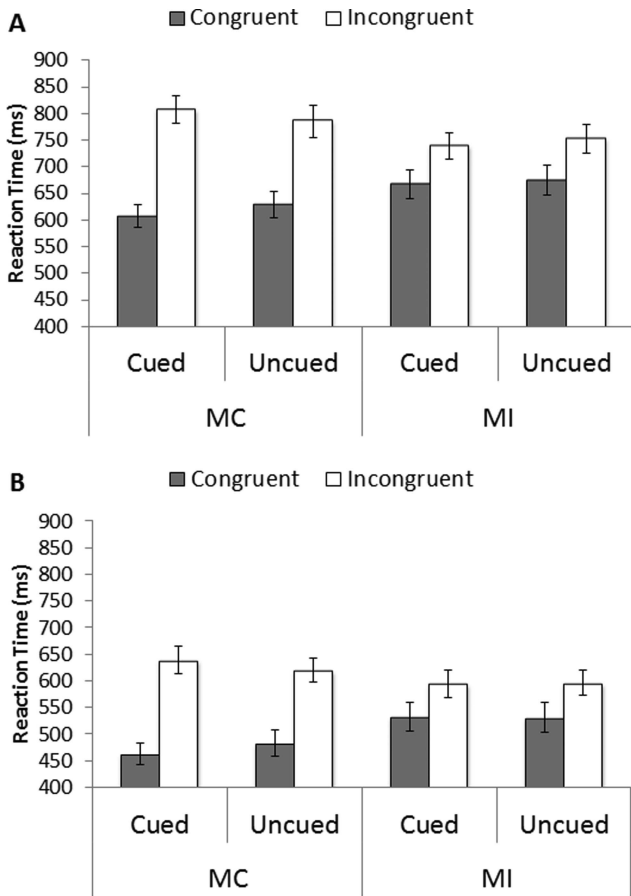 A
Congruent Incongruent
Reaction Time (ms)
900
850
800
750
700
650
600
550
500
450
400
Cued Uncued Cued Uncued
MC MI
B
Congruent Incongruent
Reaction Time (ms)
900
850
800
750
700
650
600
550
500
450
400
Cued Uncued Cued Uncued
MC MI